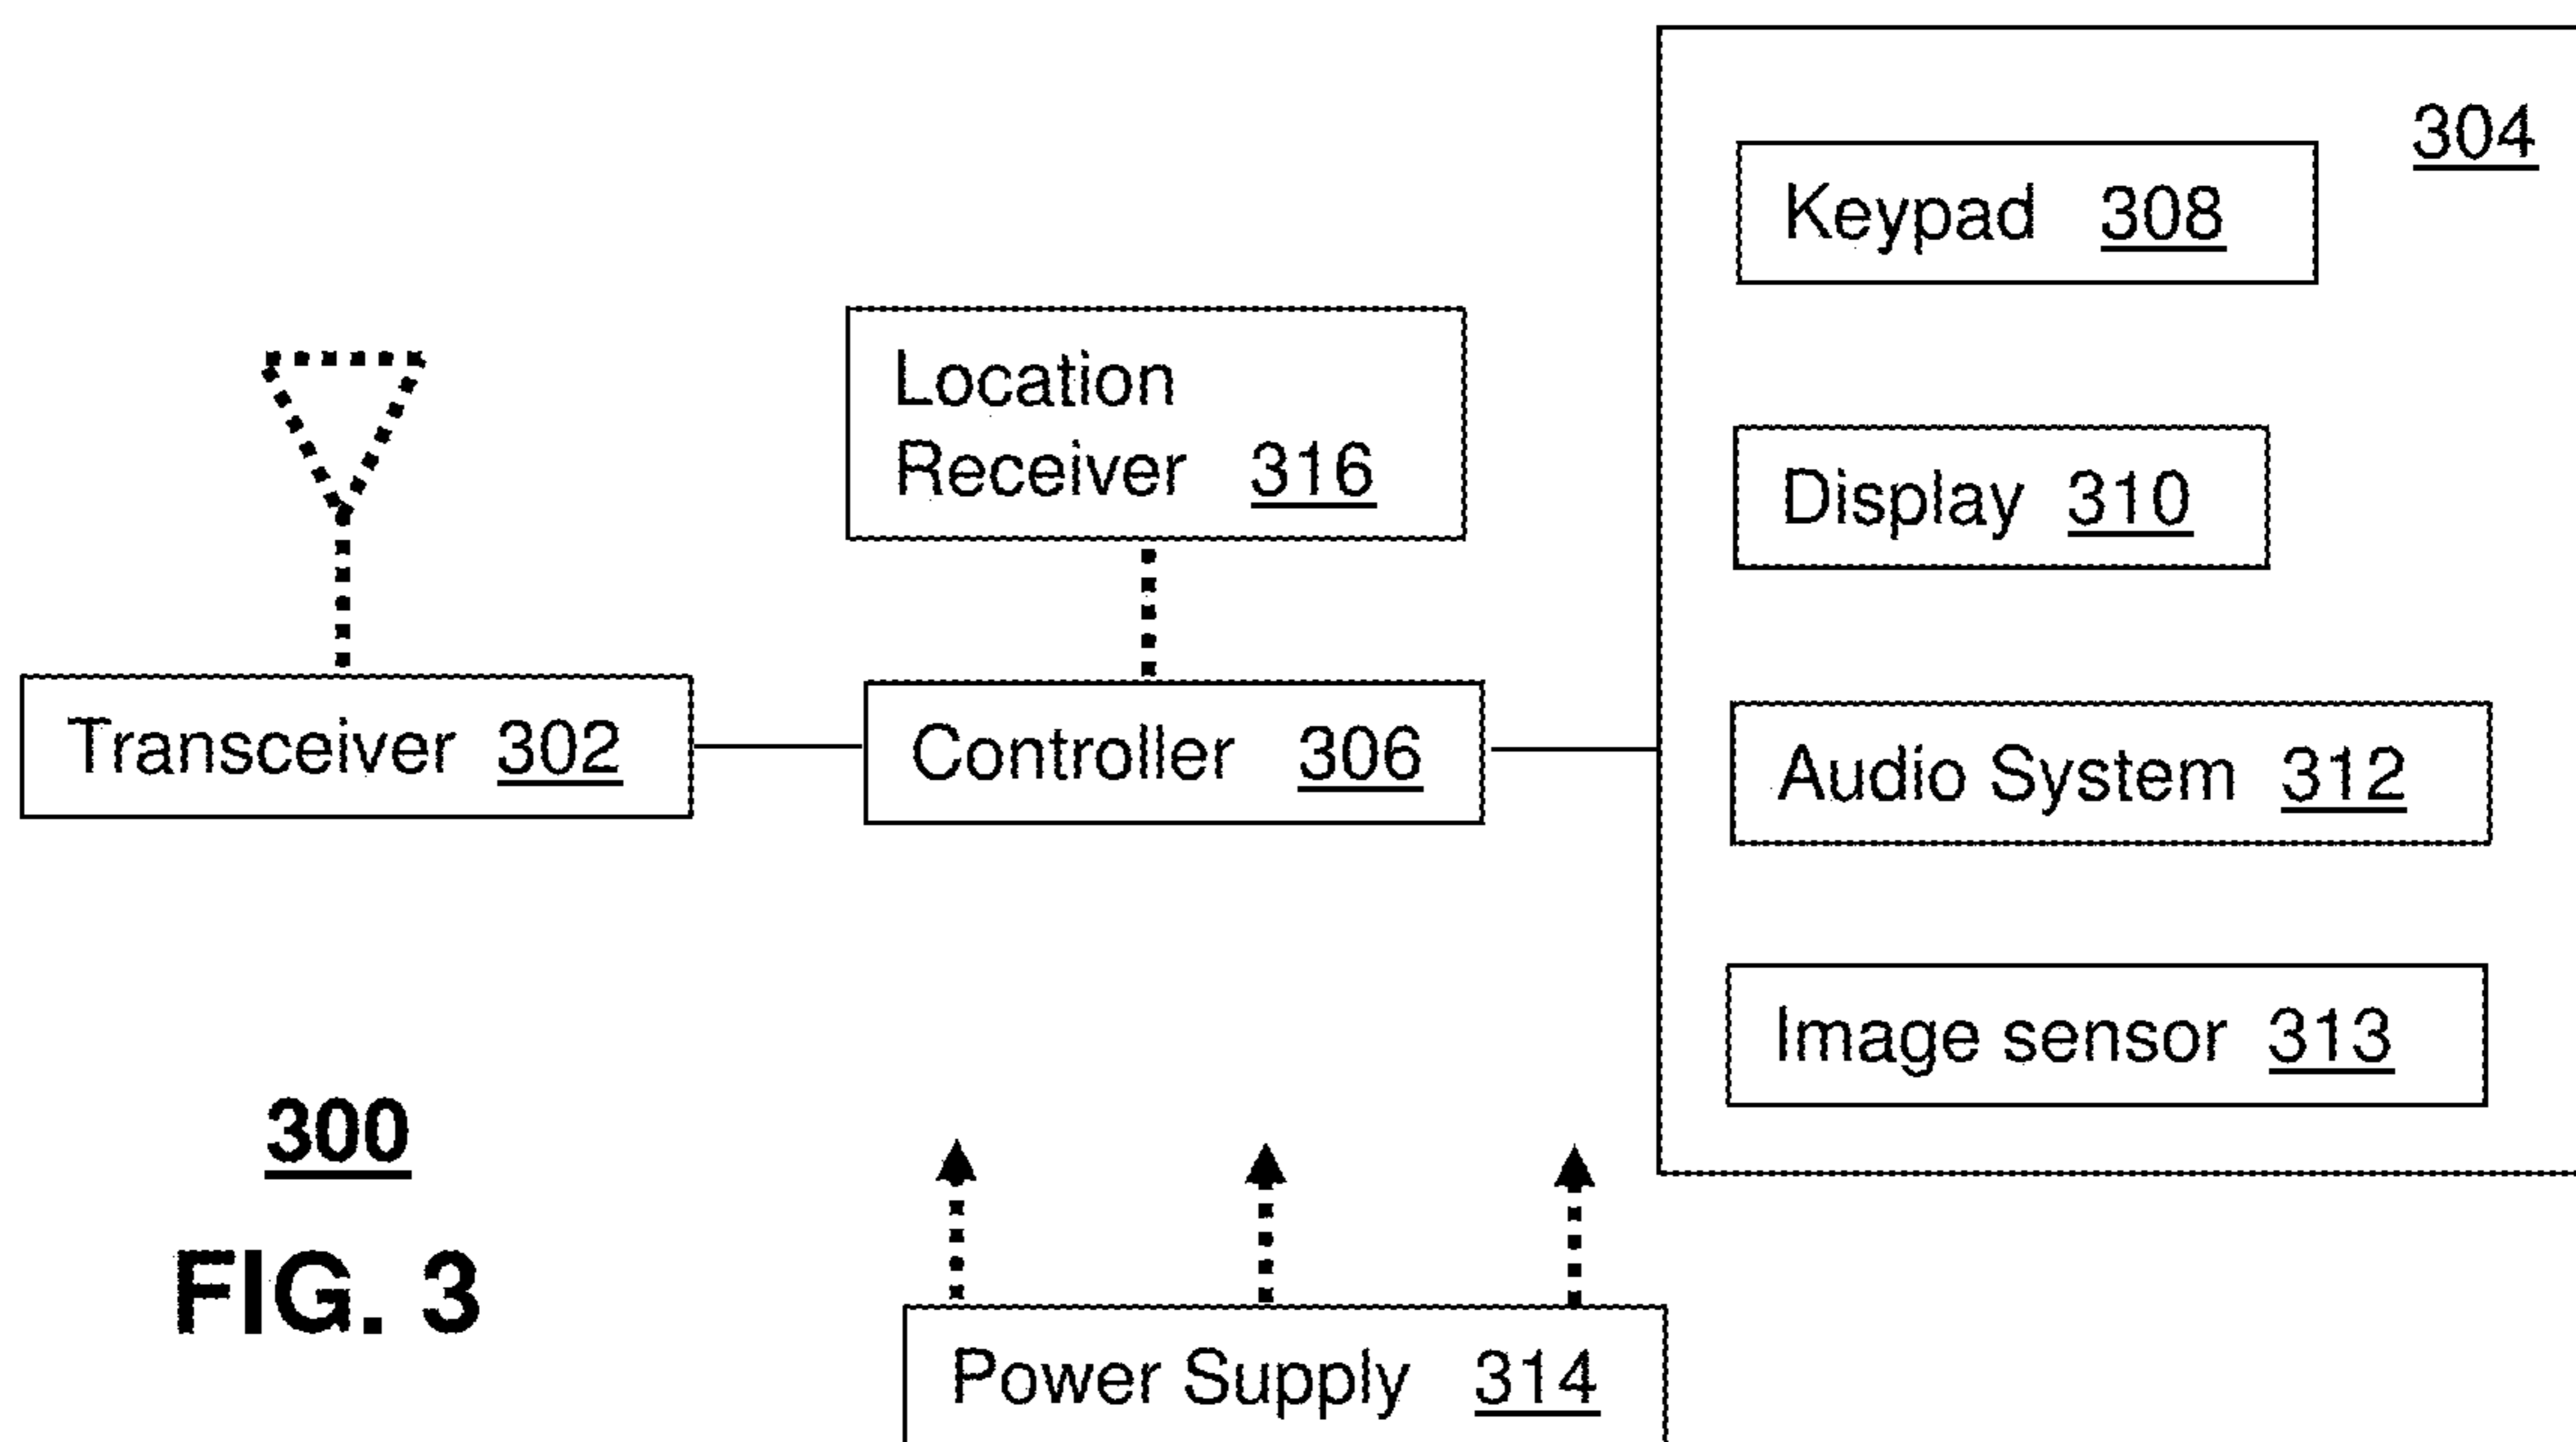 304
Keypad 308
Location
Receiver 316
Display 310
Transceiver 302
Controller 306
Audio System 312
Image sensor 313
300
FIG. 3
Power Supply 314